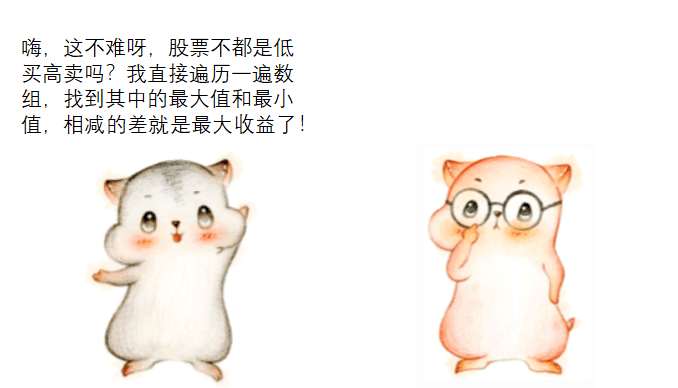 嗨，这不难呀，股票不都是低
买高卖吗？我直接遍历一遍数
组，找到其中的最大值和最小
值，相减的差就是最大收益了！